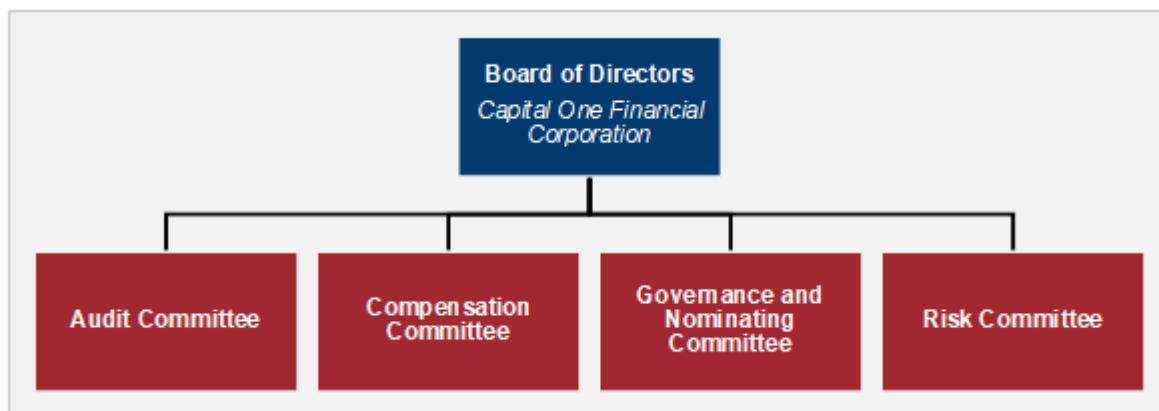 Board of Directors
Capital One Financial
Corporation
Audit Committee
Compensation
Committee
Governance and
Nominating
Committee
Risk Committee